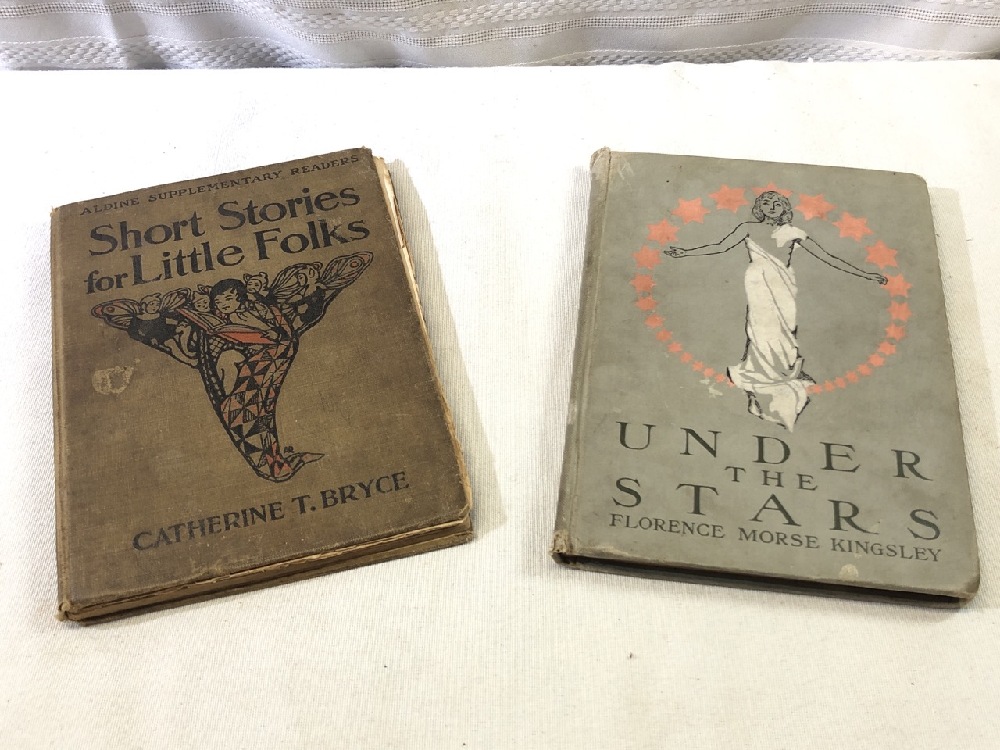 ALDINE SUPPLEMENTARY READERS
Short Stories
for Little Folks
CATHERINE T. BRYCE
UNDER
THE
STARS
FLORENCE MORSE KINGSLEY